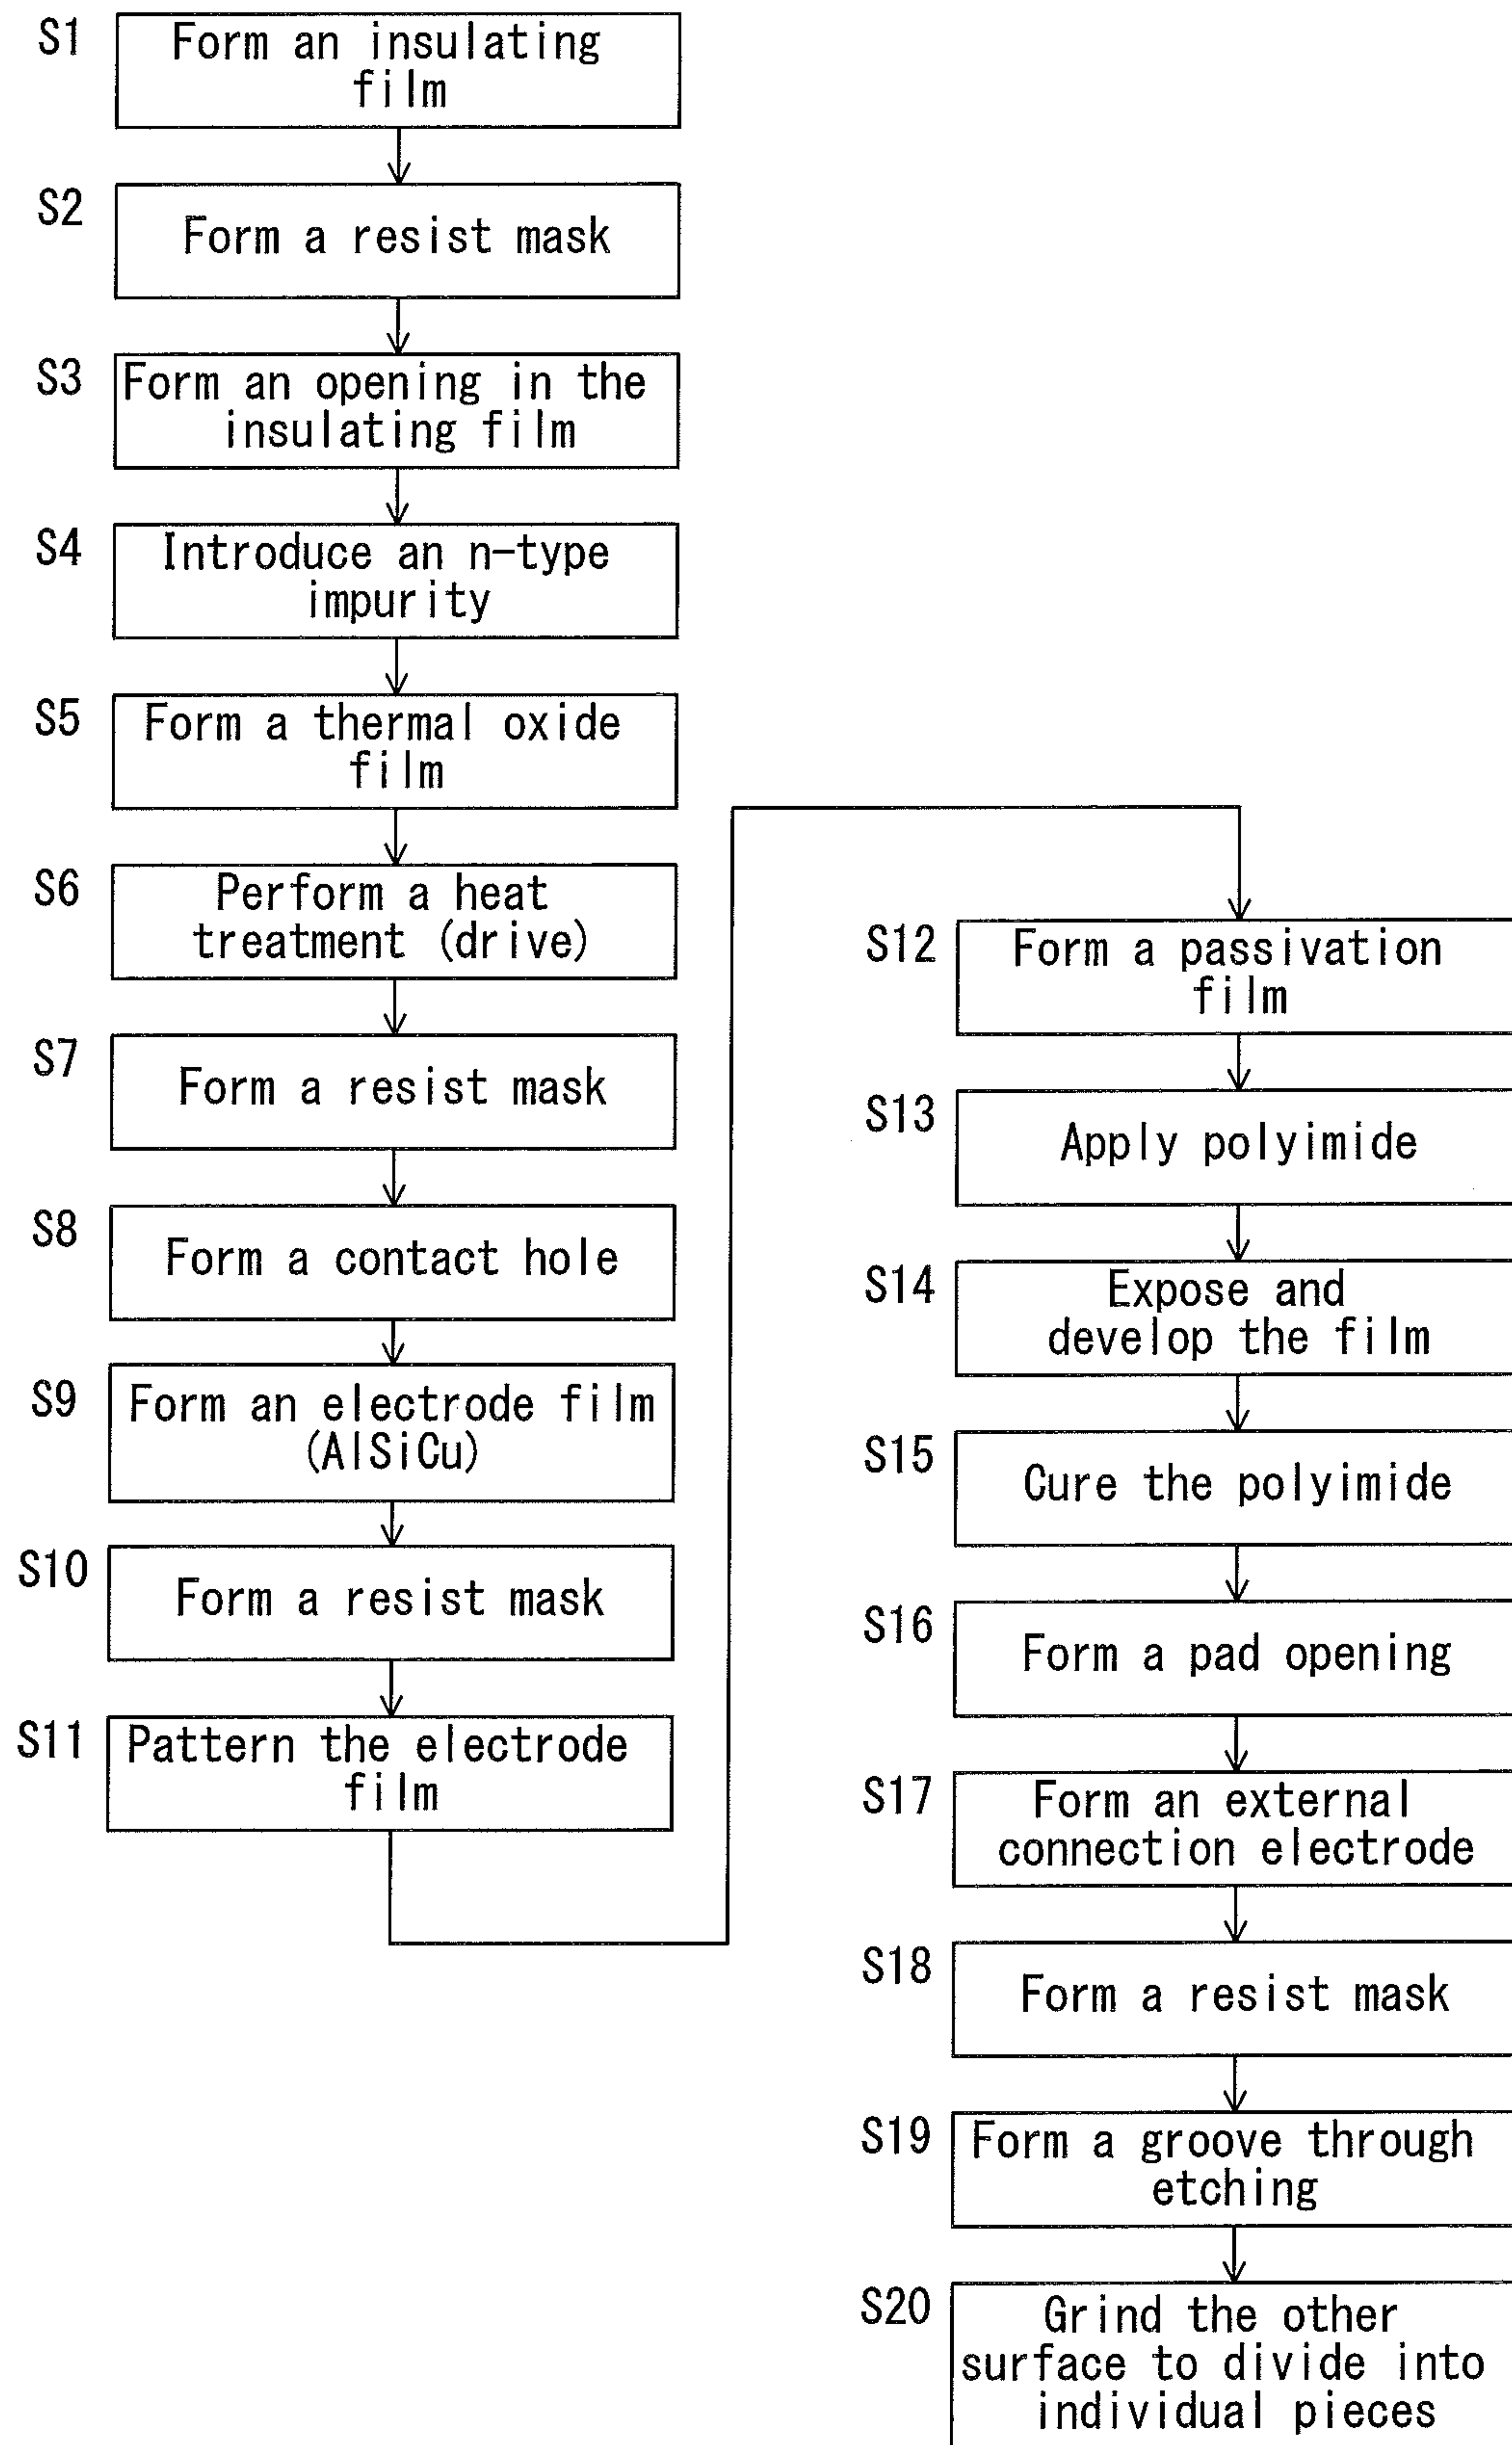 S1
Form an insulating
film
S2
Form a resist mask
S3
Form an opening in the
insulating film
S4
Introduce an n-type
impurity
S5
Form a thermal oxide
film
S6
Perform a heat
treatment (drive)
S7
Form a resist mask
S8
Form a contact hole
S9
Form an electrode film
(AlSiCu)
S10
Form a resist mask
S11
Pattern the electrode
film
S12
Form a passivation
film
S13
Apply polyimide
S14
Expose and
develop the film
S15
Cure the polyimide
S16
Form a pad opening
S17
Form an external
connection electrode
S18
Form a resist mask
S19
Form a groove through
etching
S20
Grind the other
surface to divide into
individual pieces